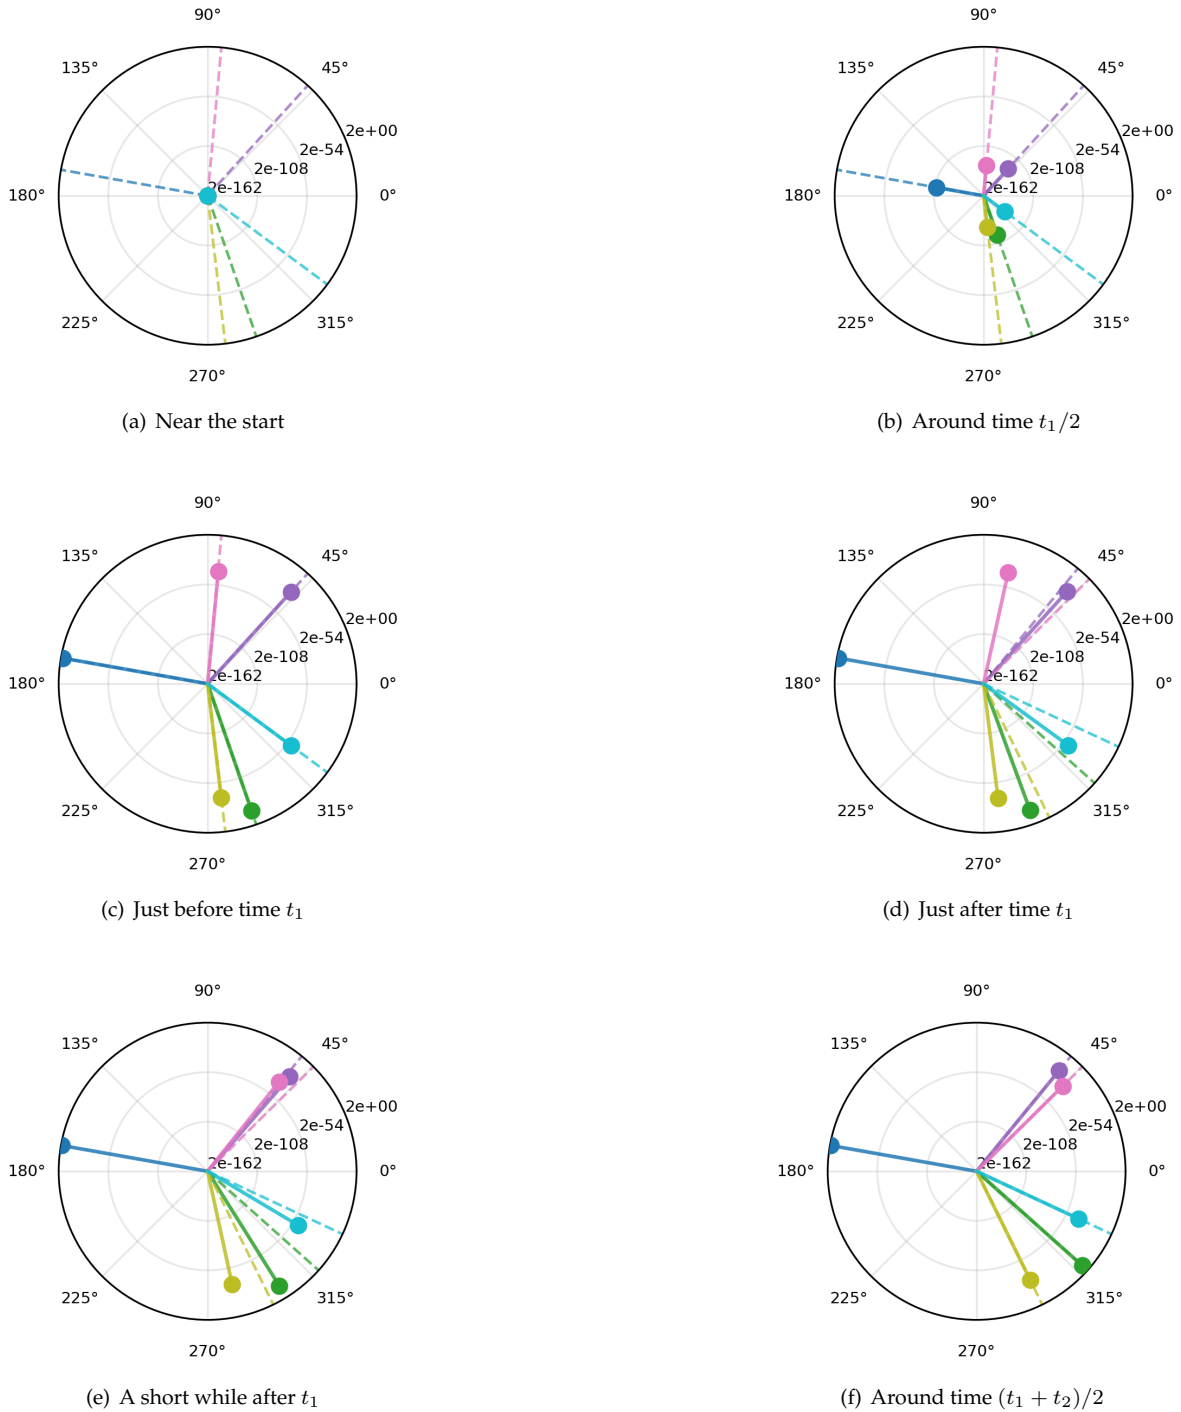 90°
135°
45°
2e+00
2e-54
2e-108
2e-162
180°
0°
225°
315°
270°
(a) Near the start
90°
135°
45°
2e+00
2e-54
2e-108
2e-162
180°
0°
225°
315°
270°
(b) Around time t₁/2
90°
135°
45°
2e+00
2e-54
2e-108
2e-162
180°
0°
225°
315°
270°
(c) Just before time t₁
90°
135°
45°
2e+00
2e-54
2e-108
2e-162
180°
0°
225°
315°
270°
(d) Just after time t₁
90°
135°
45°
2e+00
2e-54
2e-108
2e-162
180°
0°
225°
315°
270°
(e) A short while after t₁
90°
135°
45°
2e+00
2e-54
2e-108
2e-162
180°
0°
225°
315°
270°
(f) Around time (t₁ + t₂)/2